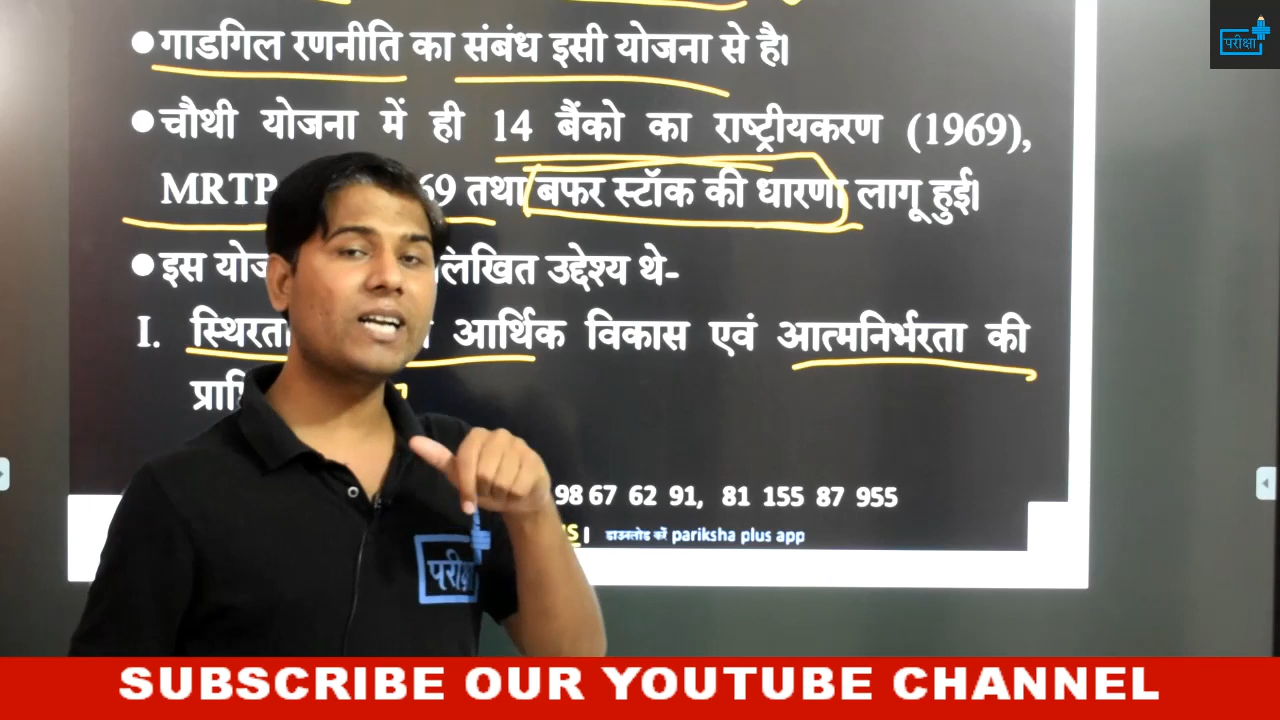 परीक्षा
गाडगिल रणनीति का संबंध इसी योजना से है।
चौथी योजना में ही 14 बैंको का राष्ट्रीयकरण (1969),
MRTP 69 तथा बफर स्टॉक की धारणा लागू हुई।
इस उद्देश्य थे-
I. आर्थिक विकास एवं आत्मनिर्भरता की
98 67 62 91, 81 155 87 955
डाउनलोड करें pariksha plus app
परीक्षा
SUBSCRIBE OUR YOUTUBE CHANNEL